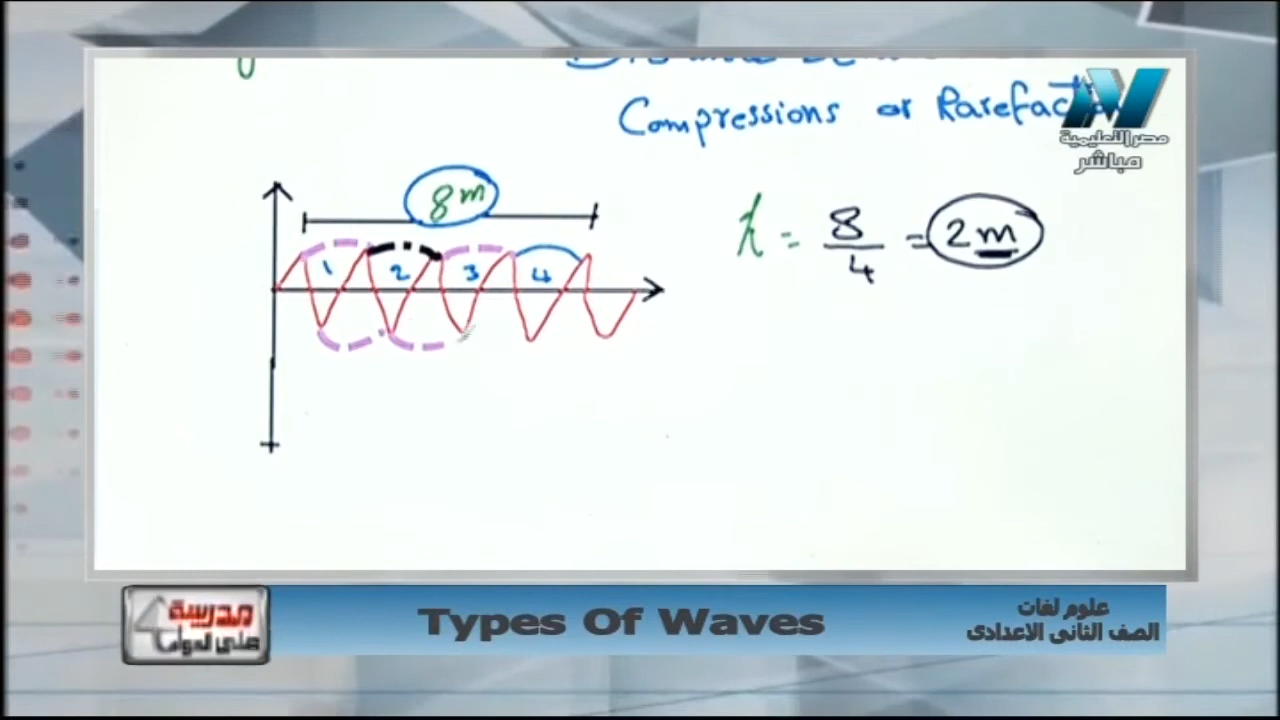 Compressions or Rarefaction
مصر التعليمية
مباشر
8m
1 2 3 4
λ = 8/4 = 2m
Types Of Waves
علوم لغات
الصف الثانى الاعدادى
مدرسة
على الهواء